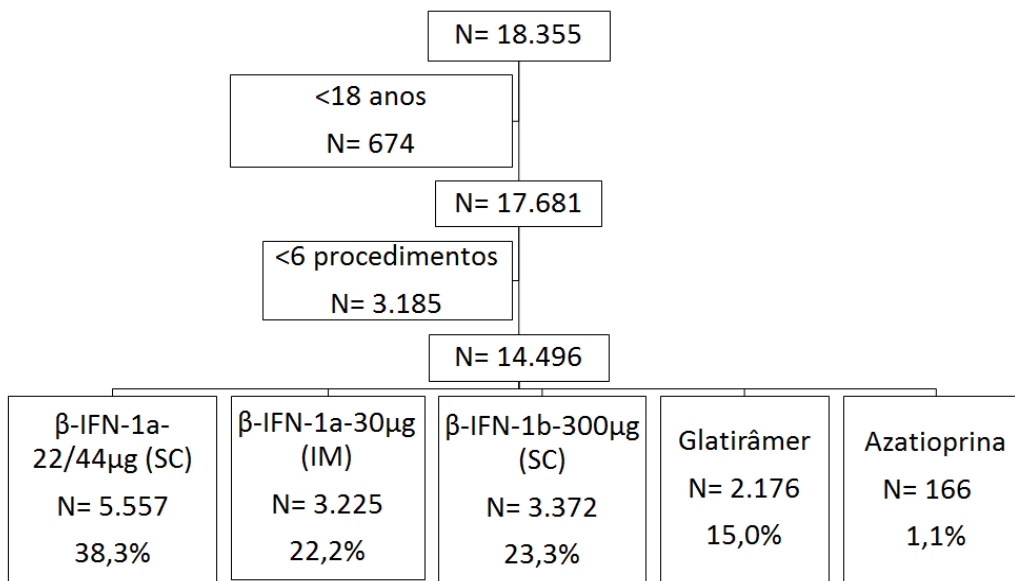 N= 18.355
<18 anos
N= 674
N= 17.681
<6 procedimentos
N= 3.185
N= 14.496
β-IFN-1a-
22/44µg (SC)
N= 5.557
38,3%
β-IFN-1a-30µg
(IM)
N= 3.225
22,2%
β-IFN-1b-300µg
(SC)
N= 3.372
23,3%
Glatirâmer
N= 2.176
15,0%
Azatioprina
N= 166
1,1%